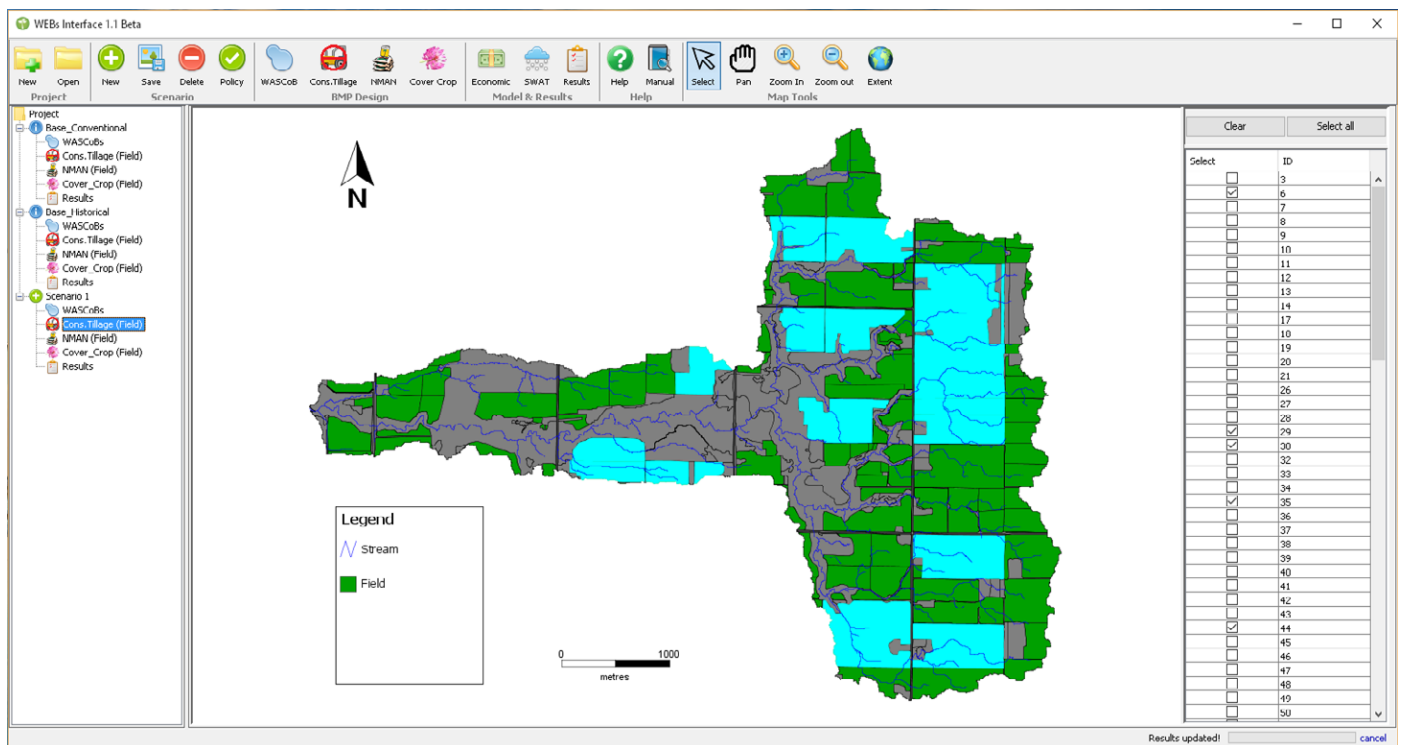 WEBs Interface 1.1 Beta
New Open New Save Delete Policy WASCoB Cons.Tillage NMAN Cover Crop Economic SWAT Results Help Manual Select Pan Zoom In Zoom out Extent
Project Scenario BMP Design Model & Results Help Map Tools
Project
Base_Conventional
WASCoBs
Cons.Tillage (Field)
NMAN (Field)
Cover_Crop (Field)
Results
Base_Historical
WASCoBs
Cons.Tillage (Field)
NMAN (Field)
Cover_Crop (Field)
Results
Scenario 1
WASCoBs
Cons.Tillage (Field)
NMAN (Field)
Cover_Crop (Field)
Results
N
Legend
Stream
Field
0 1000
metres
Clear Select all
Select ID
3
6
7
8
9
10
11
12
13
14
17
18
19
20
21
26
27
28
29
30
32
33
34
35
36
37
38
39
40
41
42
43
44
45
46
47
48
49
50
Results updated! cancel